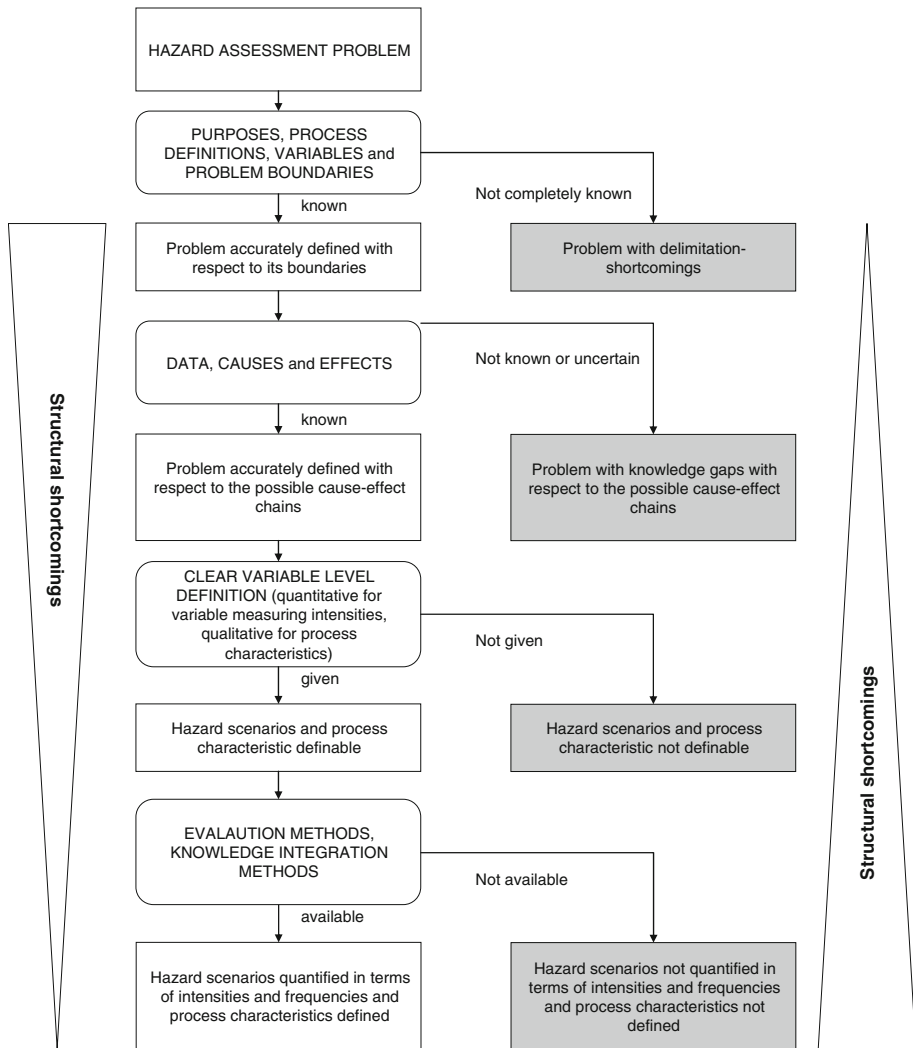 HAZARD ASSESSMENT PROBLEM
PURPOSES, PROCESS
DEFINITIONS, VARIABLES and
PROBLEM BOUNDARIES
Not completely known
known
Problem accurately defined with
respect to its boundaries
Problem with delimitation-
shortcomings
DATA, CAUSES and EFFECTS
Not known or uncertain
known
Problem accurately defined with
respect to the possible cause-effect
chains
Problem with knowledge gaps with
respect to the possible cause-effect
chains
Structural shortcomings
CLEAR VARIABLE LEVEL
DEFINITION (quantitative for
variable measuring intensities,
qualitative for process
characteristics)
Not given
given
Hazard scenarios and process
characteristic definable
Hazard scenarios and process
characteristic not definable
Structural shortcomings
EVALAUTION METHODS,
KNOWLEDGE INTEGRATION
METHODS
Not available
available
Hazard scenarios quantified in terms
of intensities and frequencies and
process characteristics defined
Hazard scenarios not quantified in
terms of intensities and frequencies
and process characteristics not
defined